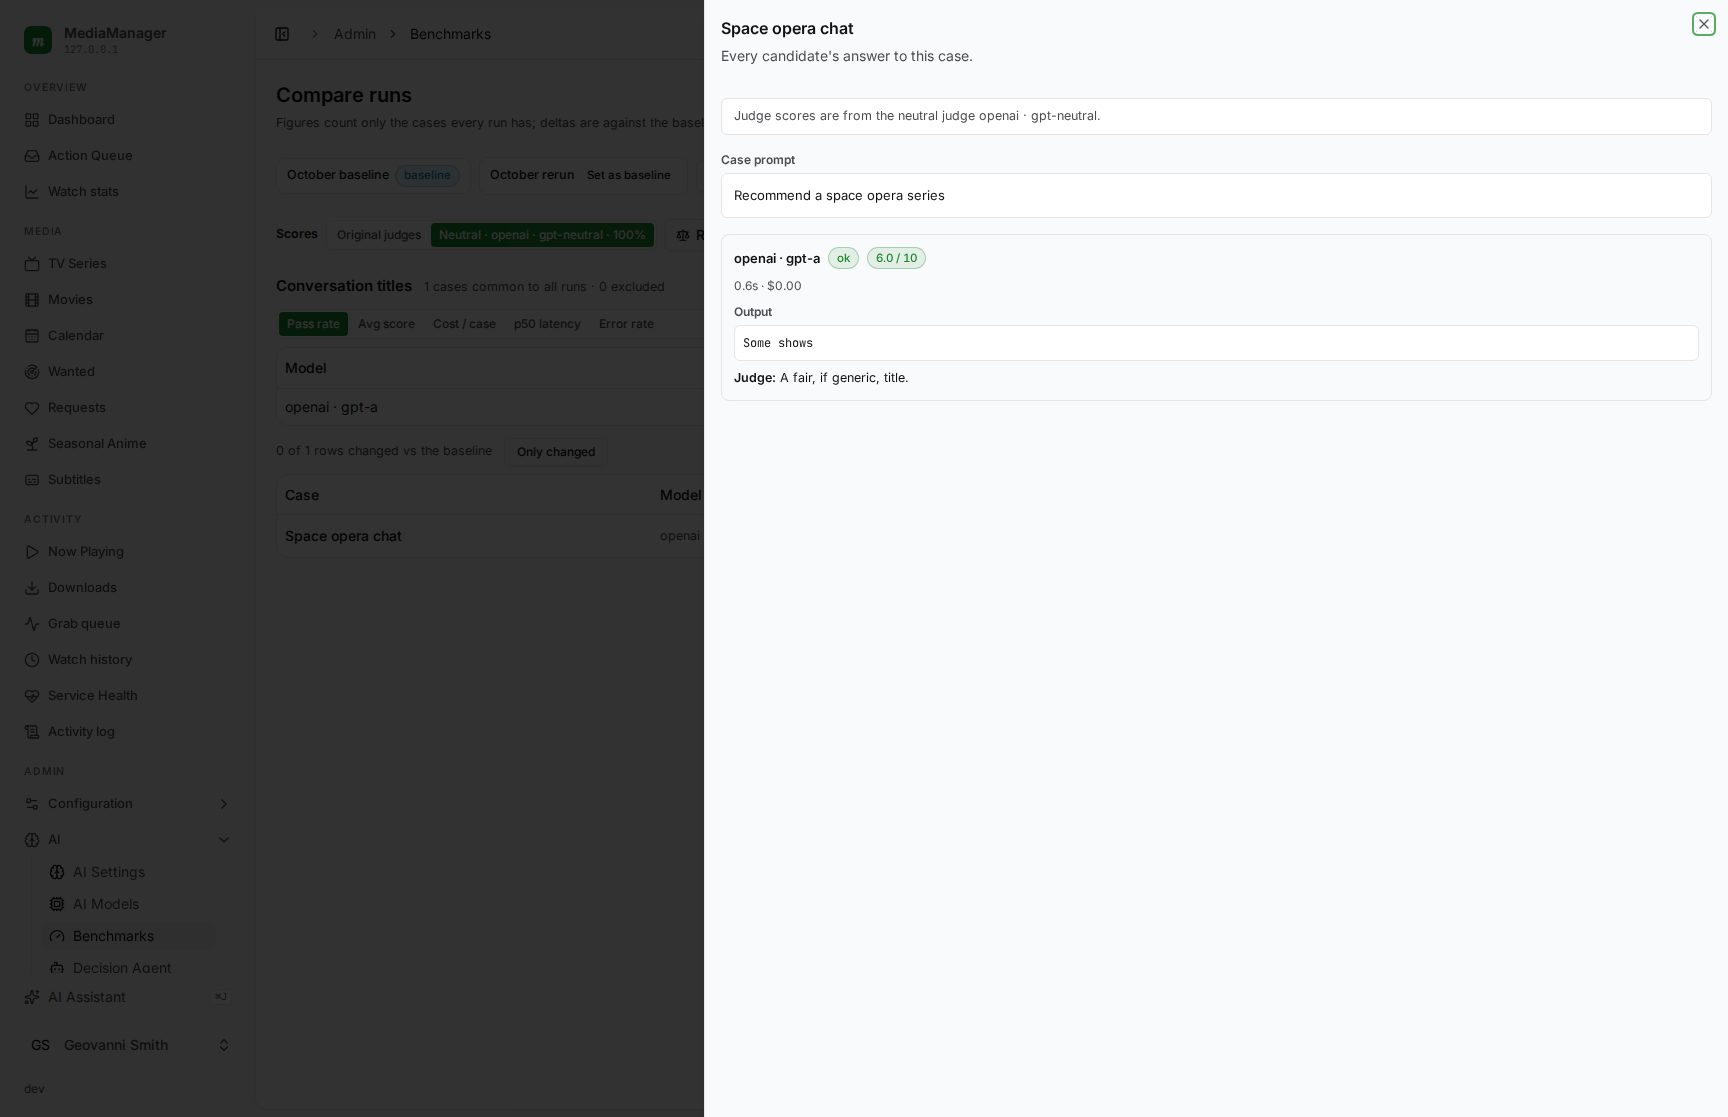 MediaManager
127.0.0.1
OVERVIEW
Dashboard
Action Queue
Watch stats
MEDIA
TV Series
Movies
Calendar
Wanted
Requests
Seasonal Anime
Subtitles
ACTIVITY
Now Playing
Downloads
Grab queue
Watch history
Service Health
Activity log
ADMIN
Configuration
AI
AI Settings
AI Models
Benchmarks
Decision Agent
AI Assistant ⌘J
GS Geovanni Smith
dev
Admin > Benchmarks
Compare runs
Figures count only the cases every run has; deltas are against the
October baseline baseline October rerun Set as baseline
Scores Original judges Neutral · openai · gpt-neutral · 100%
Conversation titles 1 cases common to all runs · 0 excluded
Pass rate Avg score Cost / case p50 latency Error rate
Model
openai · gpt-a
0 of 1 rows changed vs the baseline Only changed
Case Model
Space opera chat openai
Space opera chat
Every candidate's answer to this case.
Judge scores are from the neutral judge openai · gpt-neutral.
Case prompt
Recommend a space opera series
openai · gpt-a ok 6.0 / 10
0.6s · $0.00
Output
Some shows
Judge: A fair, if generic, title.